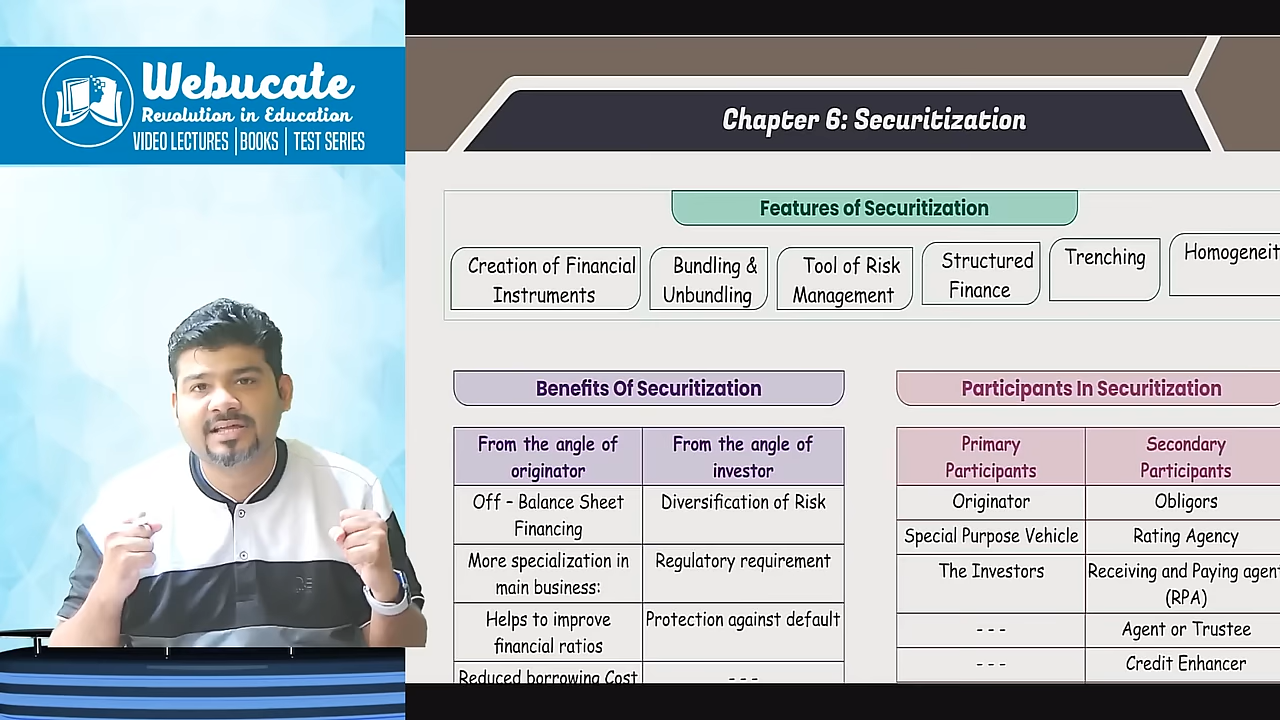 Webucate
Revolution in Education
VIDEO LECTURES | BOOKS | TEST SERIES
Chapter 6: Securitization
Features of Securitization
Creation of Financial
Instruments
Bundling &
Unbundling
Tool of Risk
Management
Structured
Finance
Trenching
Homogeneit
Benefits Of Securitization
From the angle of
originator
From the angle of
investor
Off – Balance Sheet
Financing
Diversification of Risk
More specialization in
main business:
Regulatory requirement
Helps to improve
financial ratios
Protection against default
Reduced borrowing Cost
- - -
Participants In Securitization
Primary
Participants
Secondary
Participants
Originator
Obligors
Special Purpose Vehicle
Rating Agency
The Investors
Receiving and Paying agent
(RPA)
- - -
Agent or Trustee
- - -
Credit Enhancer